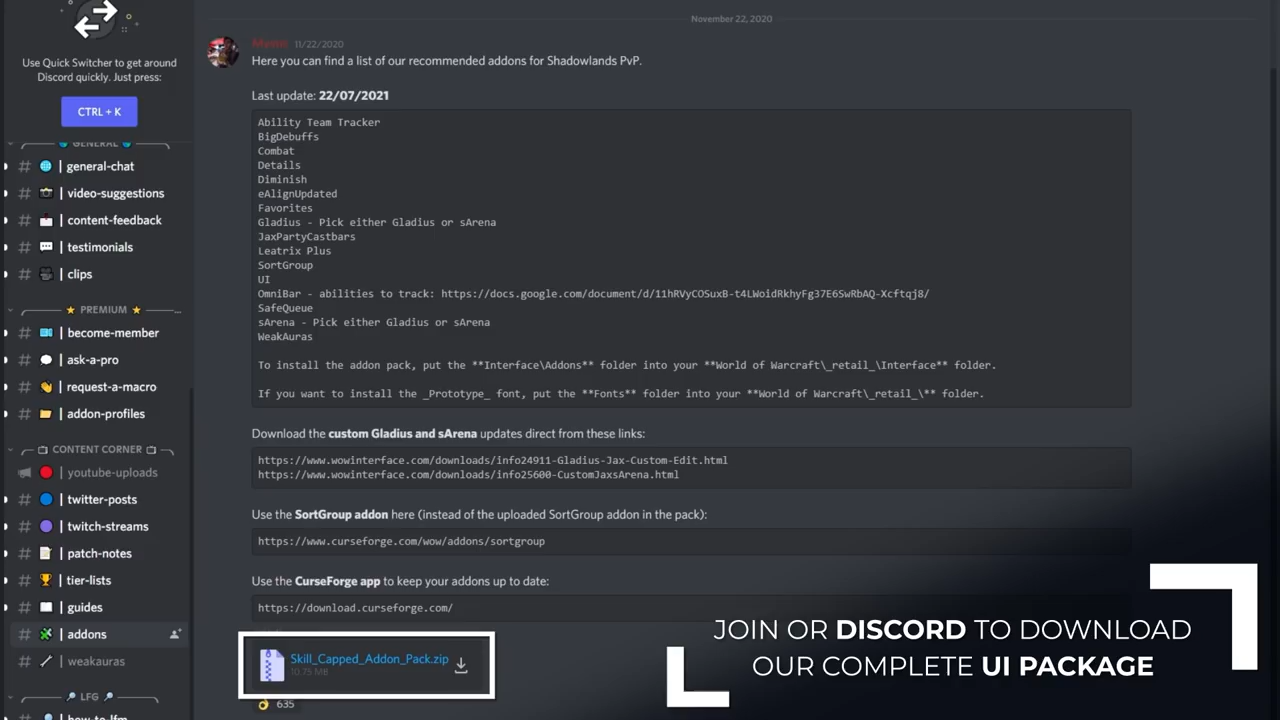 Use Quick Switcher to get around
Discord quickly. Just press:
CTRL + K
GENERAL
# | general-chat
# | video-suggestions
# | content-feedback
# | testimonials
# | clips
PREMIUM
# | become-member
# | ask-a-pro
# | request-a-macro
# | addon-profiles
CONTENT CORNER
| youtube-uploads
# | twitter-posts
# | twitch-streams
# | patch-notes
# | tier-lists
# | guides
# | addons
# | weakauras
LFG
November 22, 2020
11/22/2020
Here you can find a list of our recommended addons for Shadowlands PvP.
Last update: 22/07/2021
Ability Team Tracker
BigDebuffs
Combat
Details
Diminish
eAlignUpdated
Favorites
Gladius - Pick either Gladius or sArena
JaxPartyCastbars
Leatrix Plus
SortGroup
UI
OmniBar - abilities to track: https://docs.google.com/document/d/11hRVyCOSuxB-t4LWoidRkhyFg37E6SwRbAQ-Xcftqj8/
SafeQueue
sArena - Pick either Gladius or sArena
WeakAuras
To install the addon pack, put the **Interface\Addons** folder into your **World of Warcraft\_retail_\Interface** folder.
If you want to install the _Prototype_ font, put the **Fonts** folder into your **World of Warcraft\_retail_\** folder.
Download the custom Gladius and sArena updates direct from these links:
https://www.wowinterface.com/downloads/info24911-Gladius-Jax-Custom-Edit.html
https://www.wowinterface.com/downloads/info25600-CustomJaxsArena.html
Use the SortGroup addon here (instead of the uploaded SortGroup addon in the pack):
https://www.curseforge.com/wow/addons/sortgroup
Use the CurseForge app to keep your addons up to date:
https://download.curseforge.com/
Skill_Capped_Addon_Pack.zip
10.75 MB
635
JOIN OR DISCORD TO DOWNLOAD
OUR COMPLETE UI PACKAGE